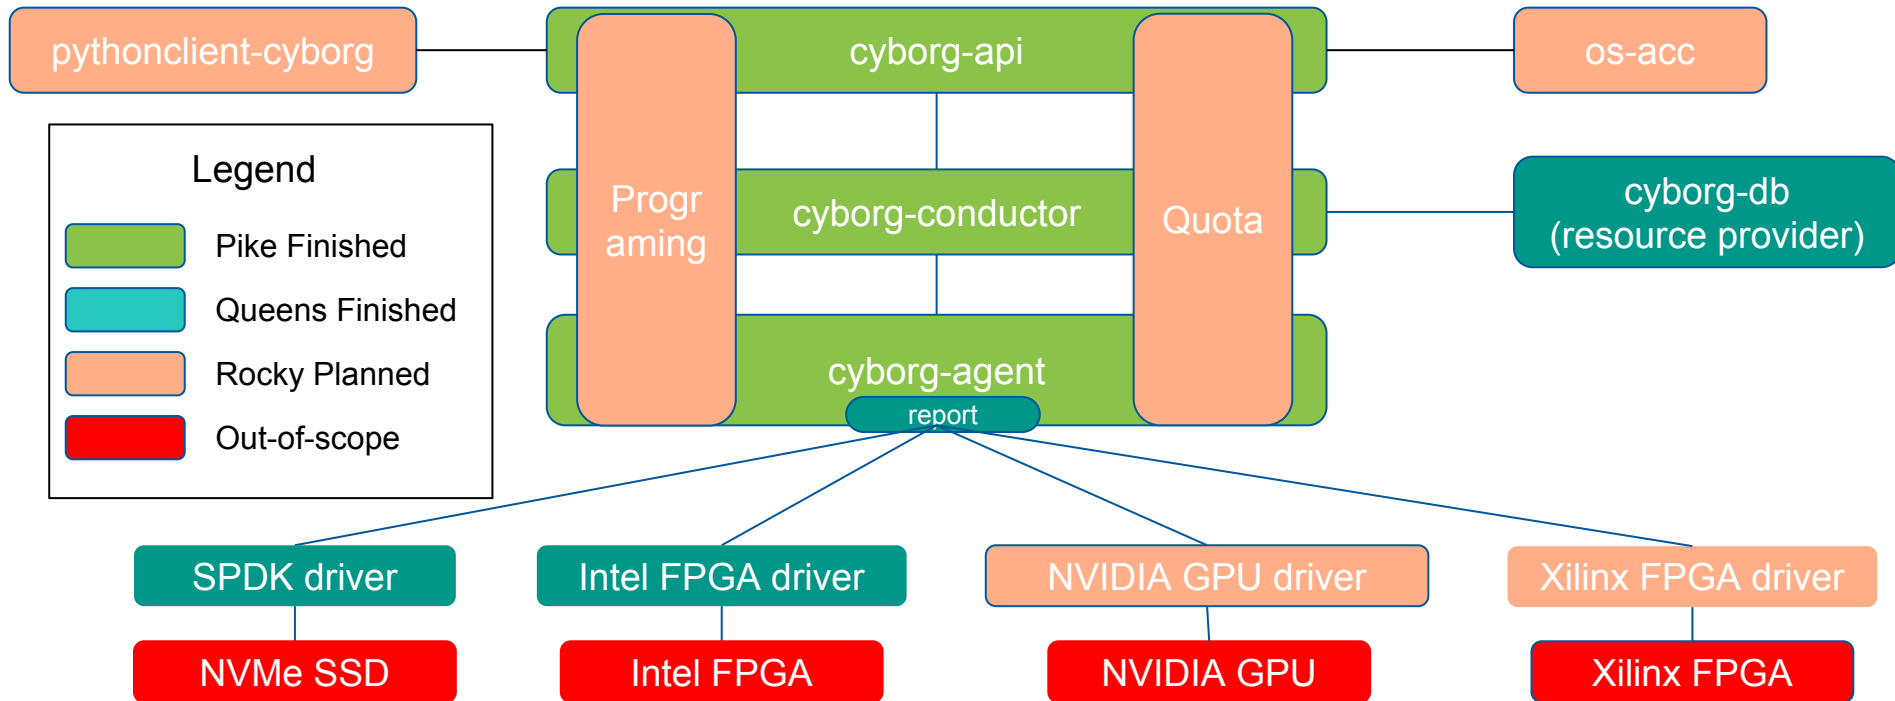 pythonclient-cyborg
cyborg-api
os-acc
Legend
Pike Finished
Queens Finished
Rocky Planned
Out-of-scope
Progr
aming
cyborg-conductor
Quota
cyborg-db
(resource provider)
cyborg-agent
report
SPDK driver
Intel FPGA driver
NVIDIA GPU driver
Xilinx FPGA driver
NVMe SSD
Intel FPGA
NVIDIA GPU
Xilinx FPGA